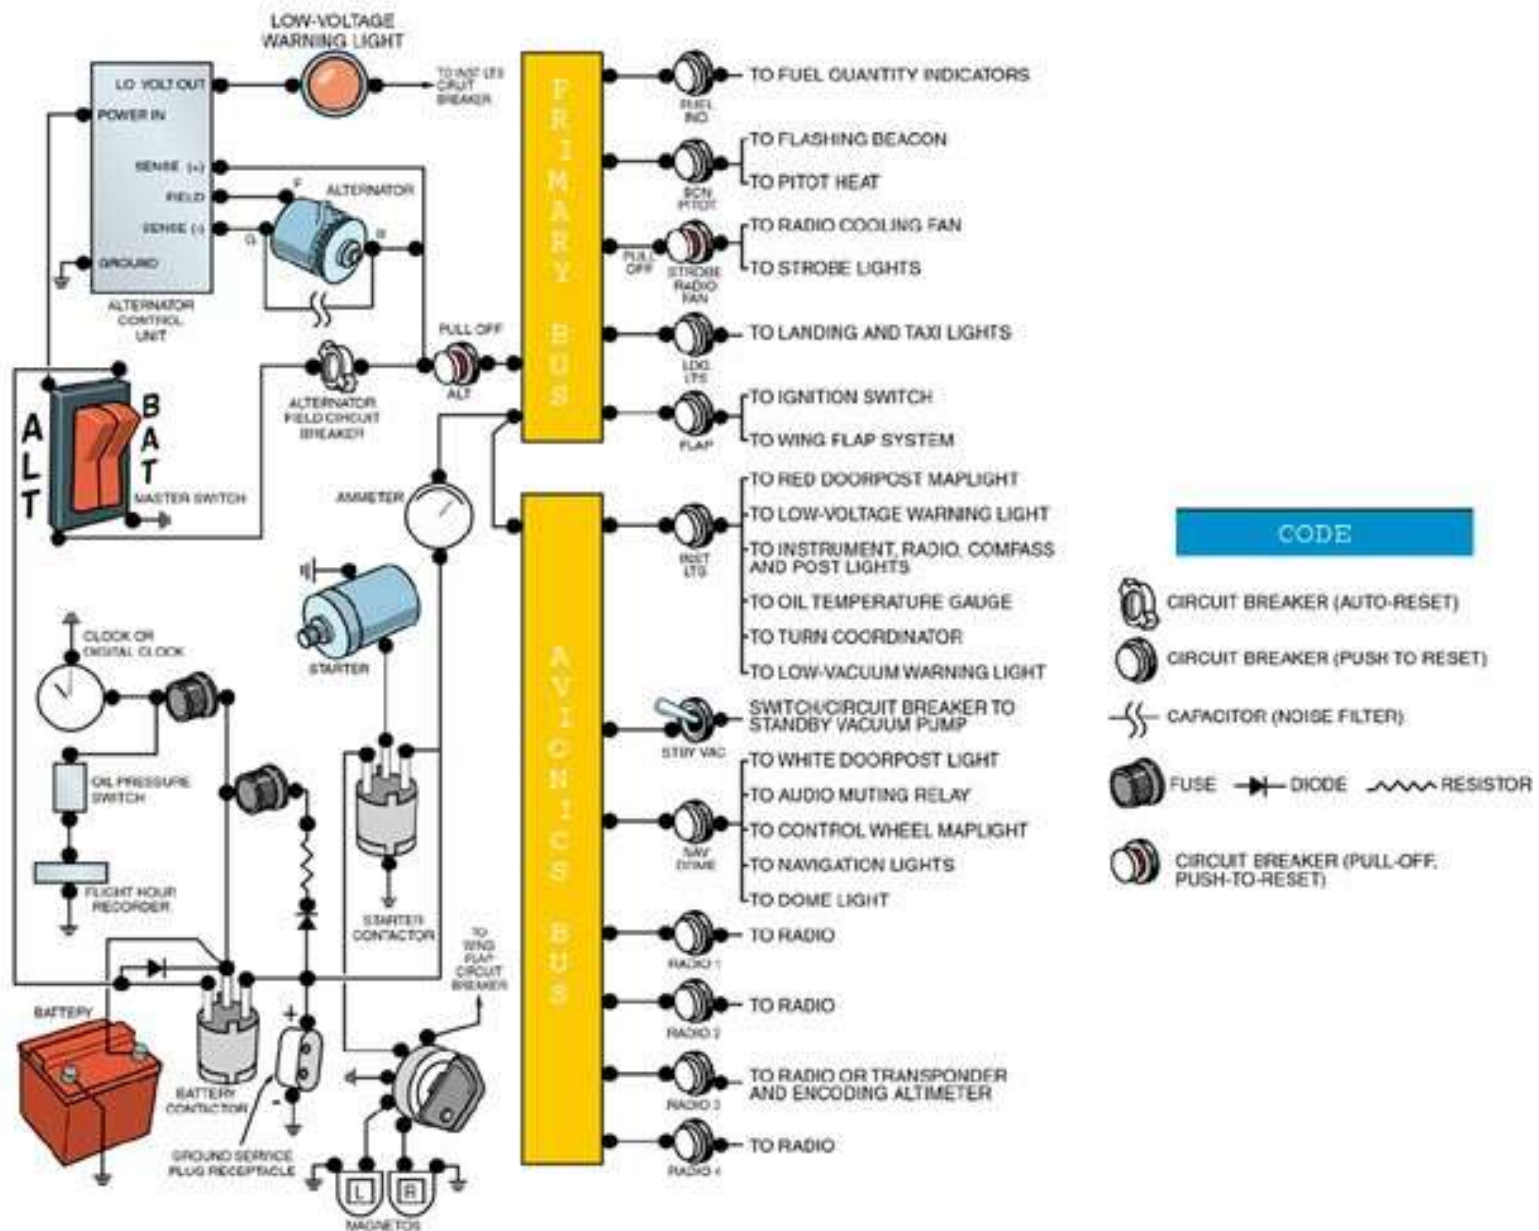 LOW-VOLTAGE
WARNING LIGHT
LO VOLT OUT
TO INST LTS
CRUIT
BREAKER
POWER IN
SENSE (+)
FIELD
F
ALTERNATOR
SENSE (-)
G
B
GROUND
ALTERNATOR
CONTROL
UNIT
PULL OFF
ALT
ALTERNATOR
FIELD CIRCUIT
BREAKER
ALT
BAT
MASTER SWITCH
AMMETER
STARTER
CLOCK OR
DIGITAL CLOCK
OIL PRESSURE
SWITCH
FLIGHT HOUR
RECORDER
STARTER
CONTACTOR
TO
WING
FLAP
CIRCUIT
BREAKER
BATTERY
+
-
BATTERY
CONTACTOR
GROUND SERVICE
PLUG RECEPTACLE
L
R
MAGNETOS
PRIMARY BUS
FUEL
IND.
TO FUEL QUANTITY INDICATORS
BCN
PITOT
TO FLASHING BEACON
TO PITOT HEAT
PULL
OFF
STROBE
RADIO
FAN
TO RADIO COOLING FAN
TO STROBE LIGHTS
LDG
LTS
TO LANDING AND TAXI LIGHTS
FLAP
TO IGNITION SWITCH
TO WING FLAP SYSTEM
AVIONICS BUS
INST
LTS
TO RED DOORPOST MAPLIGHT
TO LOW-VOLTAGE WARNING LIGHT
TO INSTRUMENT, RADIO, COMPASS
AND POST LIGHTS
TO OIL TEMPERATURE GAUGE
TO TURN COORDINATOR
TO LOW-VACUUM WARNING LIGHT
STBY VAC
SWITCH/CIRCUIT BREAKER TO
STANDBY VACUUM PUMP
NAV
DOME
TO WHITE DOORPOST LIGHT
TO AUDIO MUTING RELAY
TO CONTROL WHEEL MAPLIGHT
TO NAVIGATION LIGHTS
TO DOME LIGHT
RADIO 1
TO RADIO
RADIO 2
TO RADIO
RADIO 3
TO RADIO OR TRANSPONDER
AND ENCODING ALTIMETER
RADIO 4
TO RADIO
CODE
CIRCUIT BREAKER (AUTO-RESET)
CIRCUIT BREAKER (PUSH TO RESET)
CAPACITOR (NOISE FILTER)
FUSE
DIODE
RESISTOR
CIRCUIT BREAKER (PULL-OFF,
PUSH-TO-RESET)